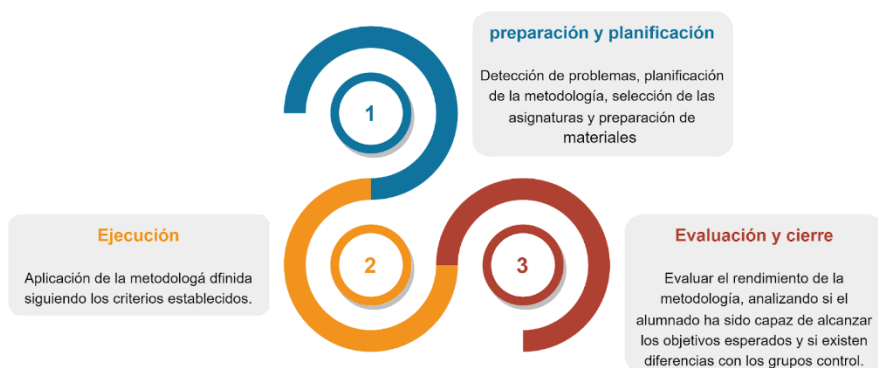 preparación y planificación
Detección de problemas, planificación
de la metodología, selección de las
asignaturas y preparación de
materiales
1
Ejecución
Aplicación de la metodologá dfinida
siguiendo los criterios establecidos.
2
3
Evaluación y cierre
Evaluar el rendimiento de la
metodología, analizando si el
alumnado ha sido capaz de alcanzar
los objetivos esperados y si existen
diferencias con los grupos control.